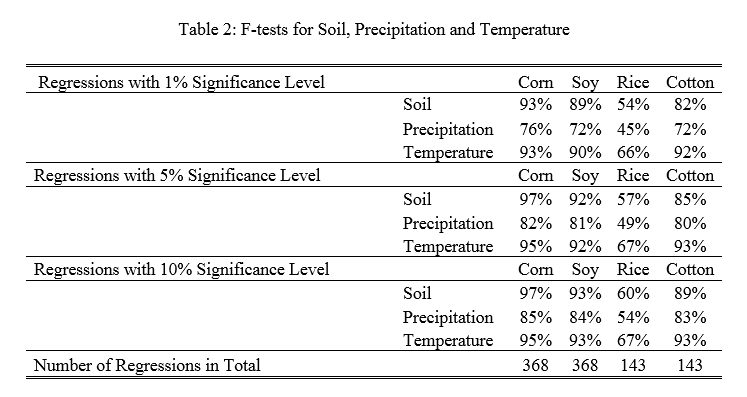 Table 2: F-tests for Soil, Precipitation and Temperature
Regressions with 1% Significance Level Corn Soy Rice Cotton
Soil 93% 89% 54% 82%
Precipitation 76% 72% 45% 72%
Temperature 93% 90% 66% 92%
Regressions with 5% Significance Level Corn Soy Rice Cotton
Soil 97% 92% 57% 85%
Precipitation 82% 81% 49% 80%
Temperature 95% 92% 67% 93%
Regressions with 10% Significance Level Corn Soy Rice Cotton
Soil 97% 93% 60% 89%
Precipitation 85% 84% 54% 83%
Temperature 95% 93% 67% 93%
Number of Regressions in Total 368 368 143 143